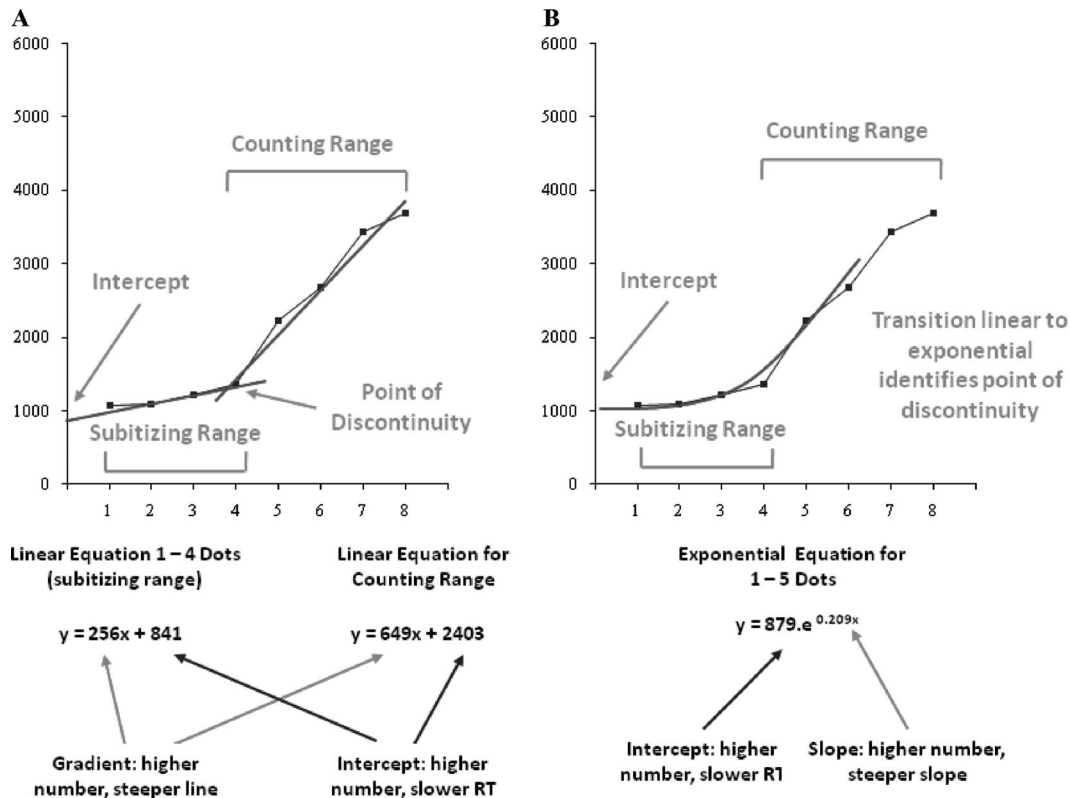 A
6000
5000
4000
3000
2000
1000
0
Counting Range
Intercept
Point of
Discontinuity
Subitizing Range
1 2 3 4 5 6 7 8
Linear Equation 1 – 4 Dots
(subitizing range)
Linear Equation for
Counting Range
y = 256x + 841
y = 649x + 2403
Gradient: higher
number, steeper line
Intercept: higher
number, slower RT
B
6000
5000
4000
3000
2000
1000
0
Counting Range
Intercept
Transition linear to
exponential
identifies point of
discontinuity
Subitizing Range
1 2 3 4 5 6 7 8
Exponential Equation for
1 – 5 Dots
y = 879.e 0.209x
Intercept: higher
number, slower RT
Slope: higher number,
steeper slope